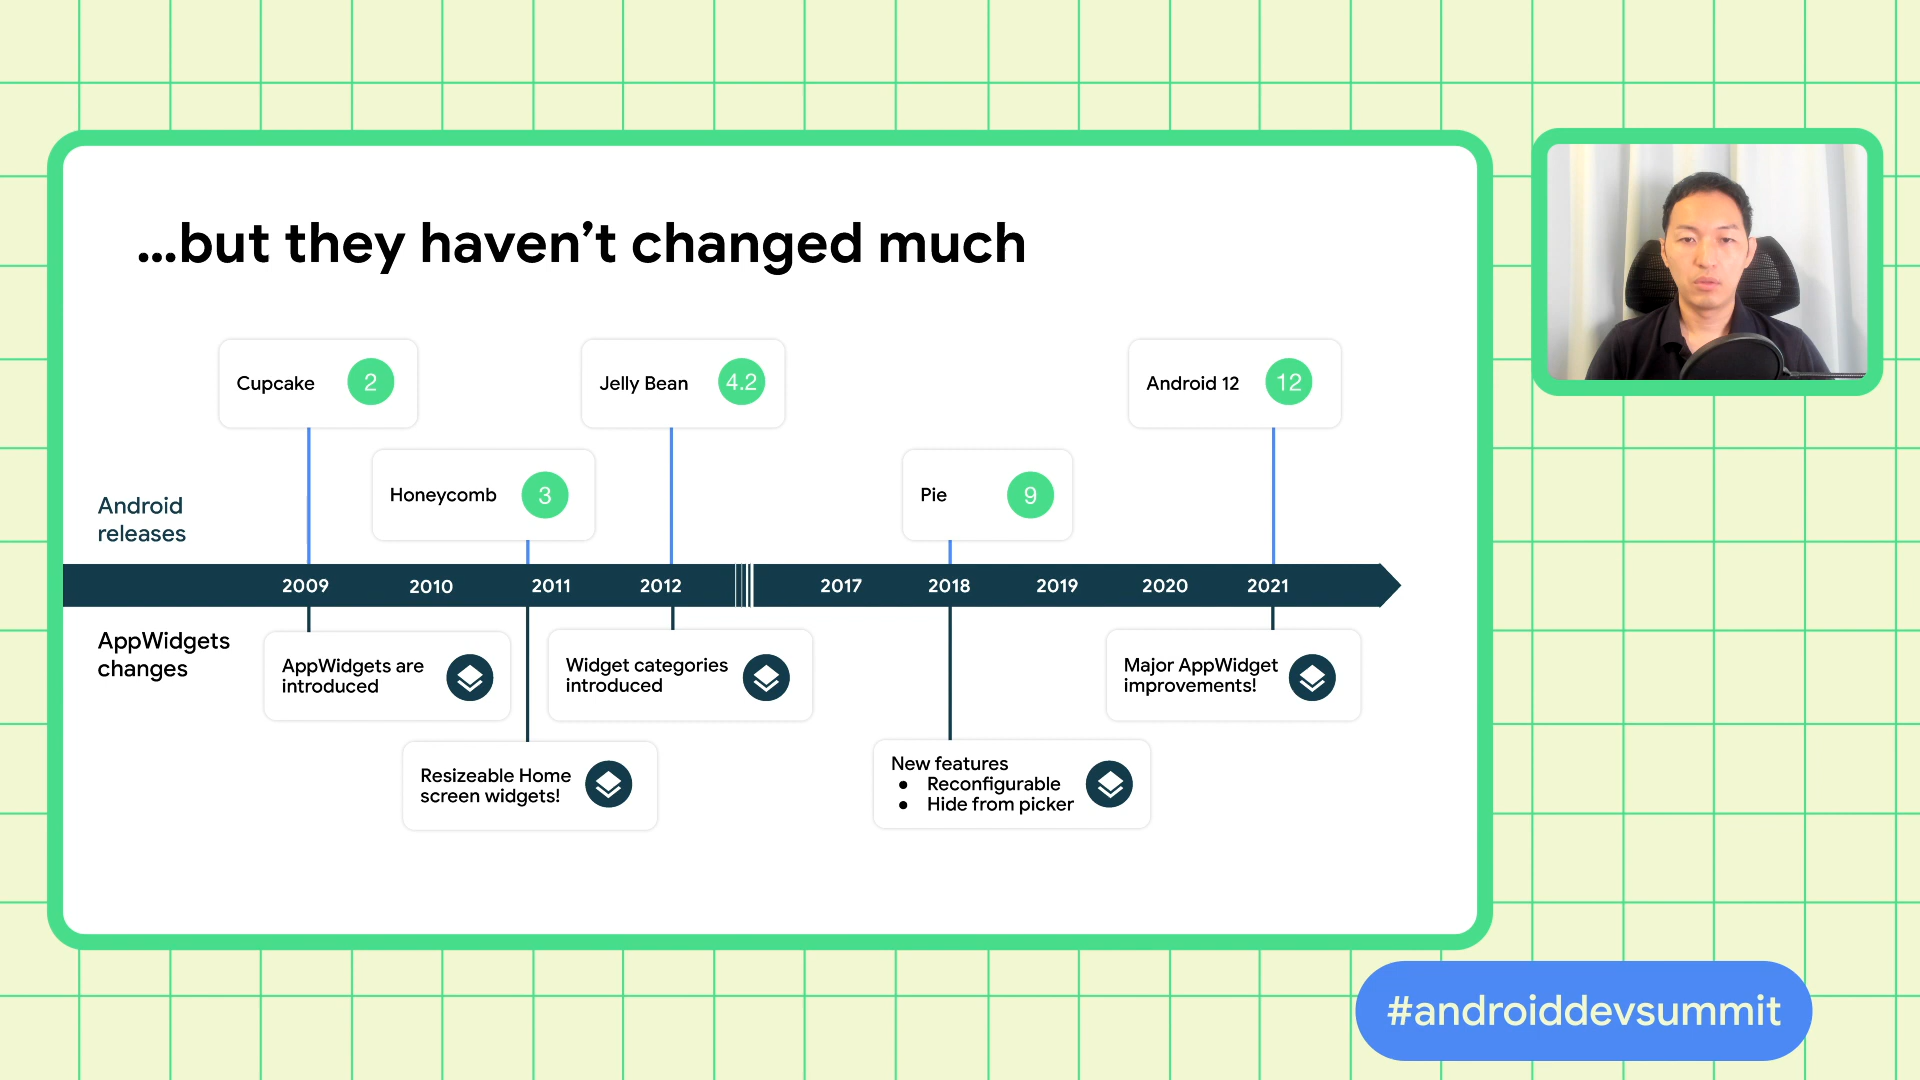 ...but they haven’t changed much
Cupcake 2
Jelly Bean 4.2
Android 12 12
Honeycomb 3
Pie 9
Android
releases
2009 2010 2011 2012 2017 2018 2019 2020 2021
AppWidgets
changes
AppWidgets are
introduced
Widget categories
introduced
Major AppWidget
improvements!
Resizeable Home
screen widgets!
New features
● Reconfigurable
● Hide from picker
#androiddevsummit